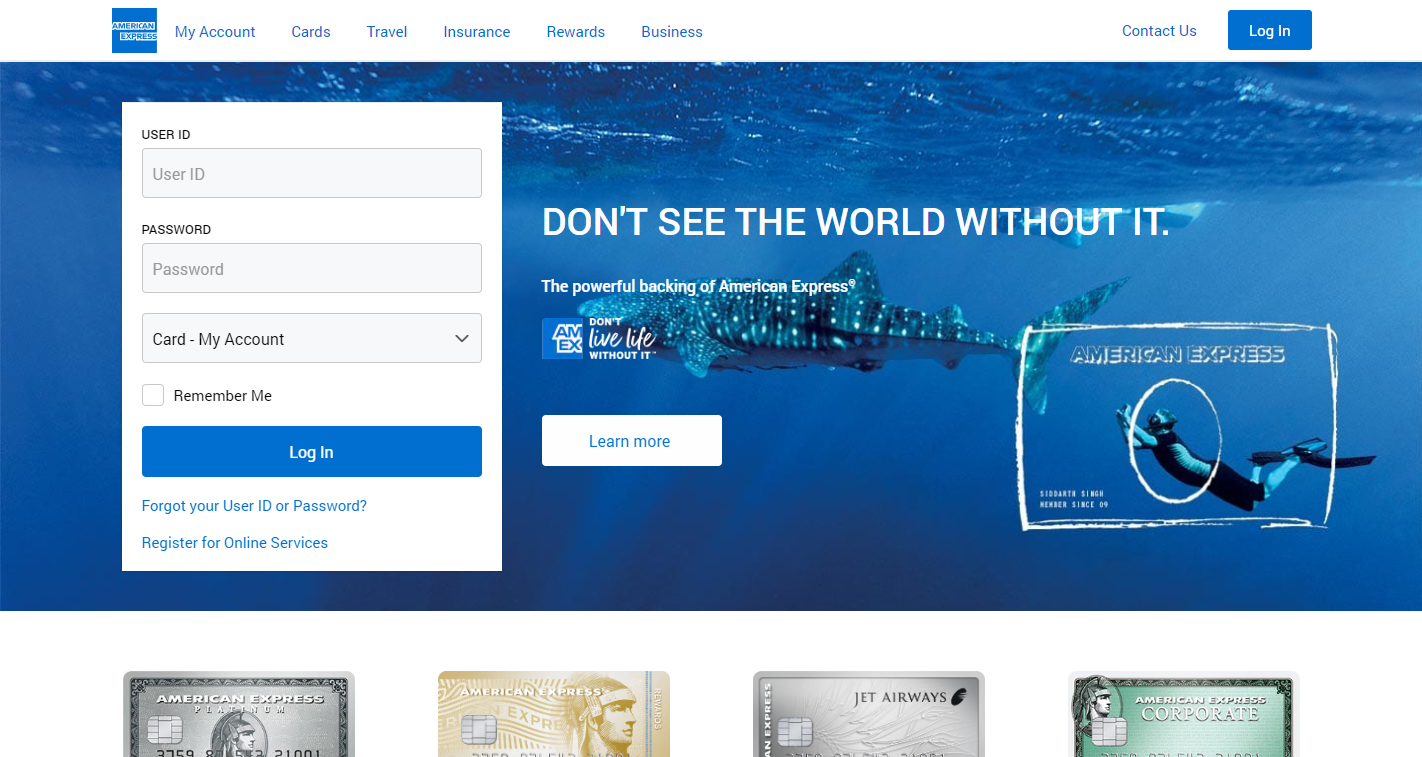 AMERICAN EXPRESS
My Account Cards Travel Insurance Rewards Business
Contact Us
Log In
USER ID
User ID
PASSWORD
Password
Card - My Account
Remember Me
Log In
Forgot your User ID or Password?
Register for Online Services
DON'T SEE THE WORLD WITHOUT IT.
The powerful backing of American Express®
AM
EX
DON'T
live life
WITHOUT IT™
Learn more
AMERICAN EXPRESS
SIDDARTH SINGH
MEMBER SINCE 09
AMERICAN EXPRESS
PLATINUM
AMERICAN EXPRESS®
REWARDS
AMERICAN EXPRESS
JET AIRWAYS
AMERICAN EXPRESS
CORPORATE